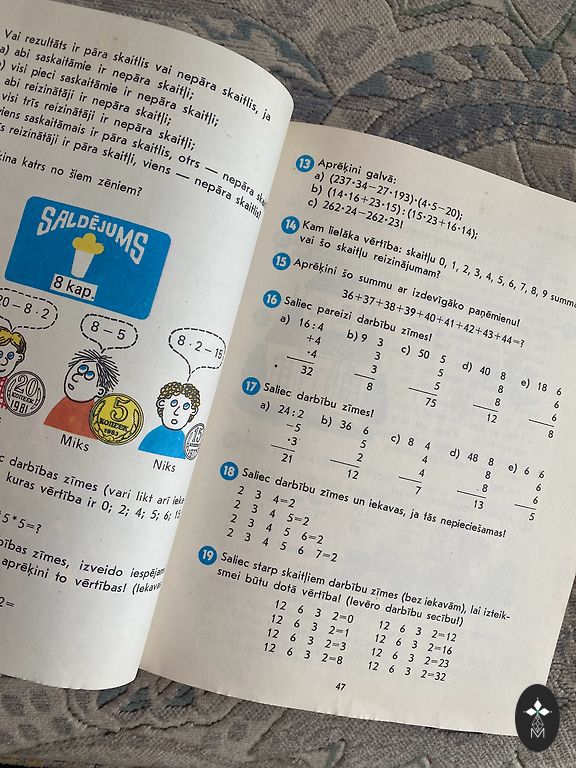 Vai rezultāts ir pāra skaitlis vai nepāra skaitlis, ja
a) abi saskaitāmie ir nepāra skaitļi;
visi pieci saskaitāmie ir nepāra skaitļi;
abi reizinātāji ir nepāra skaitļi;
visi trīs reizinātāji ir nepāra skaitļi;
viens saskaitāmais ir pāra skaitlis, otrs — nepāra
reizinātāji ir pāra skaitļi, viens — nepāra skaitlis!
katrs no šiem zēniem?
SALDĒJUMS
8 kap.
20-8·2
8-5
8·2-15
20
1981
5
КОПЕЕК
15
Miks
Niks
darbības zīmes (vari likt arī
kuras vērtība ir 0; 2; 4; 5; 6; 15
5*5=?
zīmes, izveido
aprēķini to vērtības!
2=
13 Aprēķini galvā:
a) (237·34-27·193)·(4·5-20);
b) (14·16+23·15):(15·23+16·14);
c) 262·24-262·23!
14 Kam lielāka vērtība: skaitļu 0, 1, 2, 3, 4, 5, 6, 7, 8, 9
vai šo skaitļu reizinājumam?
15 Aprēķini šo summu ar izdevīgāko paņēmienu!
36+37+38+39+40+41+42+43+44=?
16 Saliec pareizi darbību zīmes!
a) 16:4 b) 9 3 c) 50 5 d) 40 8 e) 18 6
+4 3 5 8 6
·4 3 5 8 6
32 8 75 12 8
17 Saliec darbību zīmes!
a) 24:2 b) 36 6 c) 8 4 d) 48 8 e) 6 6
-5 5 4 8 6
·3 2 4 8 6
21 12 7 13 5
18 Saliec darbību zīmes un iekavas, ja tās nepieciešamas!
2 3 4=2
2 3 4 5=2
2 3 4 5 6=2
2 3 4 5 6 7=2
19 Saliec starp skaitļiem darbību zīmes (bez iekavām), lai izteik-
smei būtu dotā vērtība! (Ievēro darbību secību!)
12 6 3 2=0 12 6 3 2=12
12 6 3 2=1 12 6 3 2=16
12 6 3 2=3 12 6 3 2=23
12 6 3 2=8 12 6 3 2=32
47
M